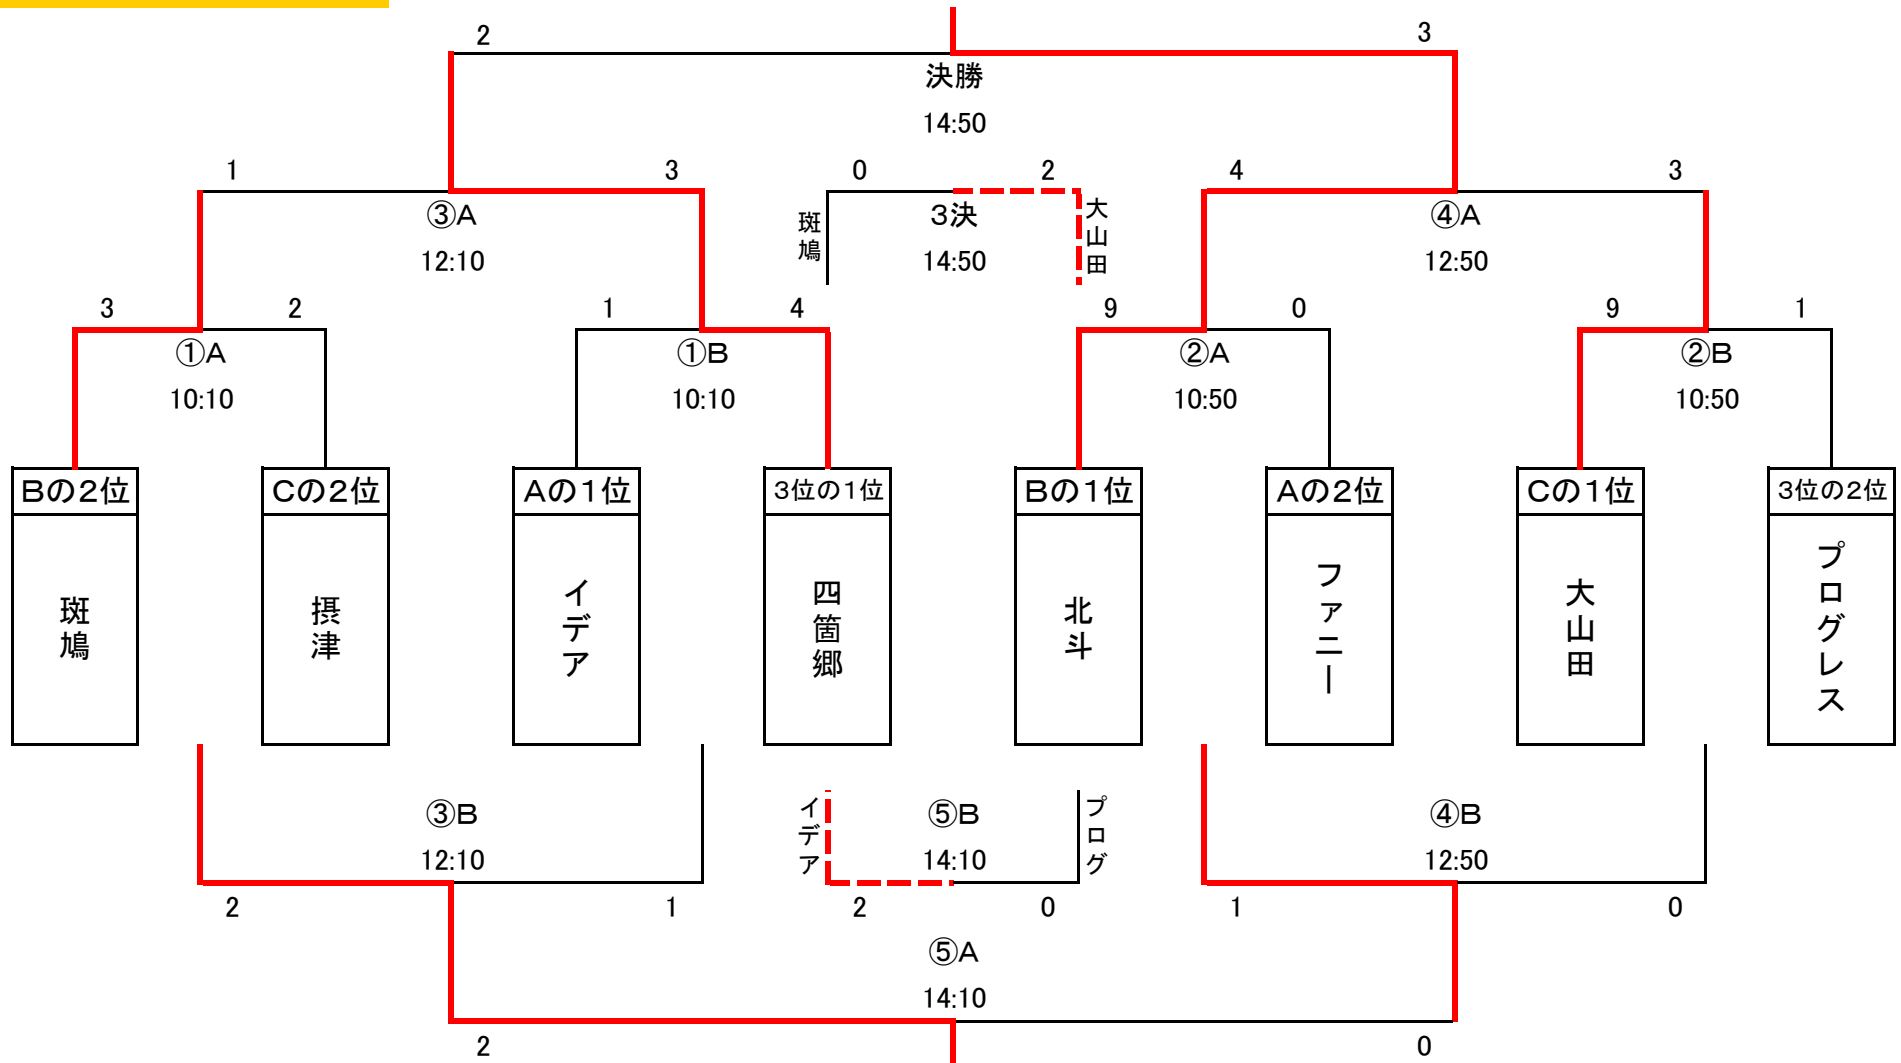 2
3
決勝
14:50
1
3
0
2
4
3
③A
12:10
斑鳩
3決
14:50
大山田
④A
12:50
3
2
1
4
9
0
9
1
①A
10:10
①B
10:10
②A
10:50
②B
10:50
Bの2位
Cの2位
Aの1位
3位の1位
Bの1位
Aの2位
Cの1位
3位の2位
斑鳩
摂津
イデア
四箇郷
北斗
ファニー
大山田
プログレス
③B
12:10
イデア
⑤B
14:10
プログ
④B
12:50
2
1
2
0
1
0
⑤A
14:10
2
0